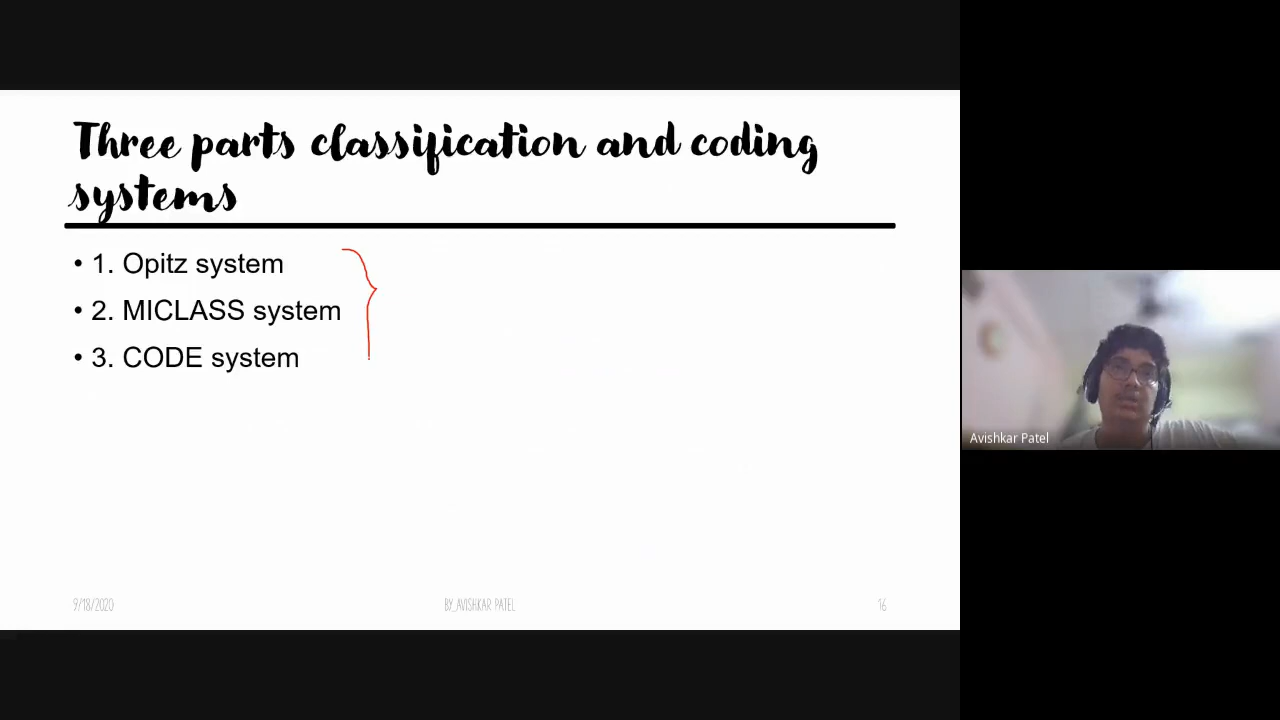 Three parts classification and coding
systems
• 1. Opitz system
• 2. MICLASS system
• 3. CODE system
9/18/2020
BY_AVISHKAR PATEL
16
Avishkar Patel